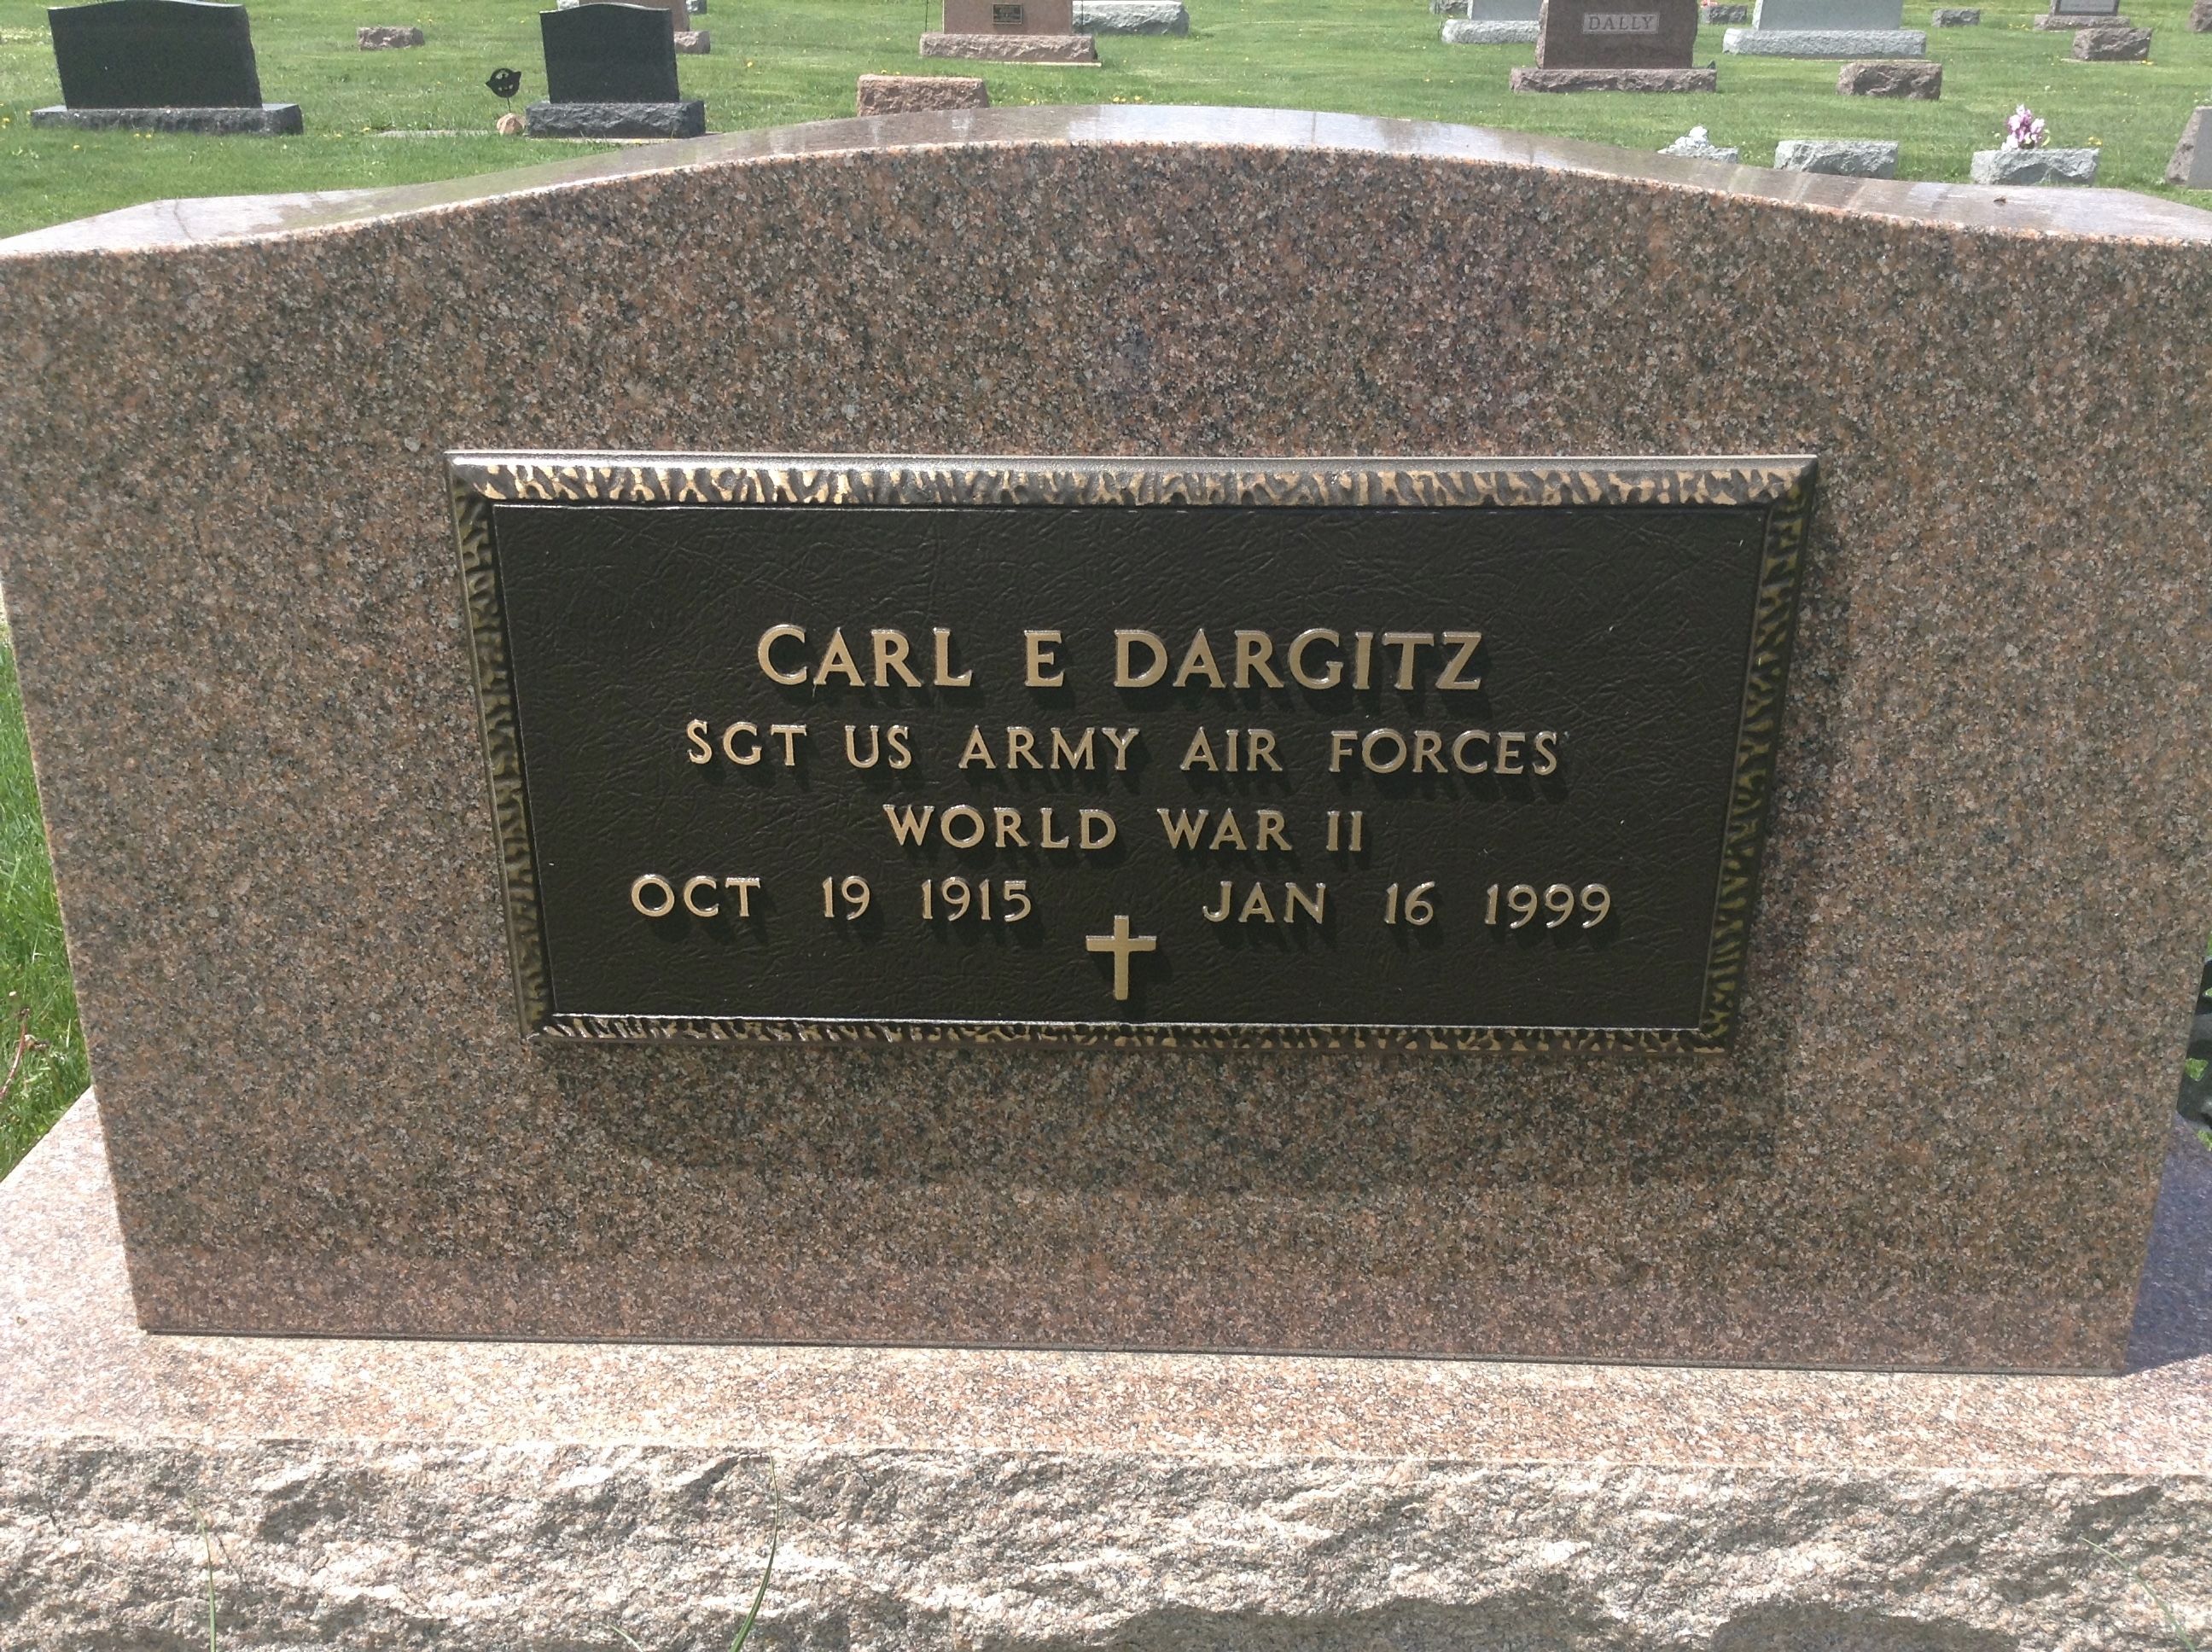 DALLY
CARL E DARGITZ
SGT US ARMY AIR FORCES
WORLD WAR II
OCT 19 1915 JAN 16 1999